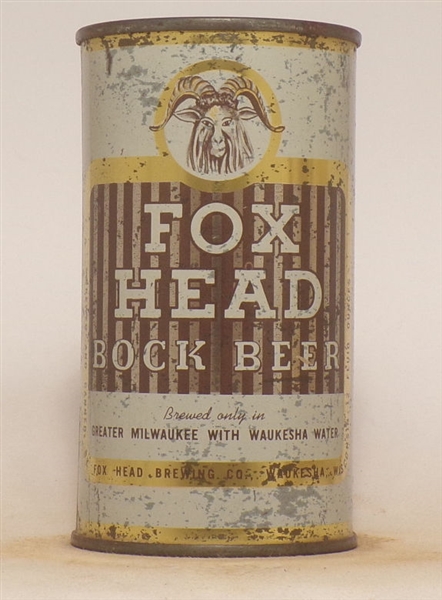 FOX
HEAD
BOCK BEER
Brewed only in
GREATER MILWAUKEE WITH WAUKESHA WATER
FOX HEAD BREWING CO., WAUKESHA, WIS